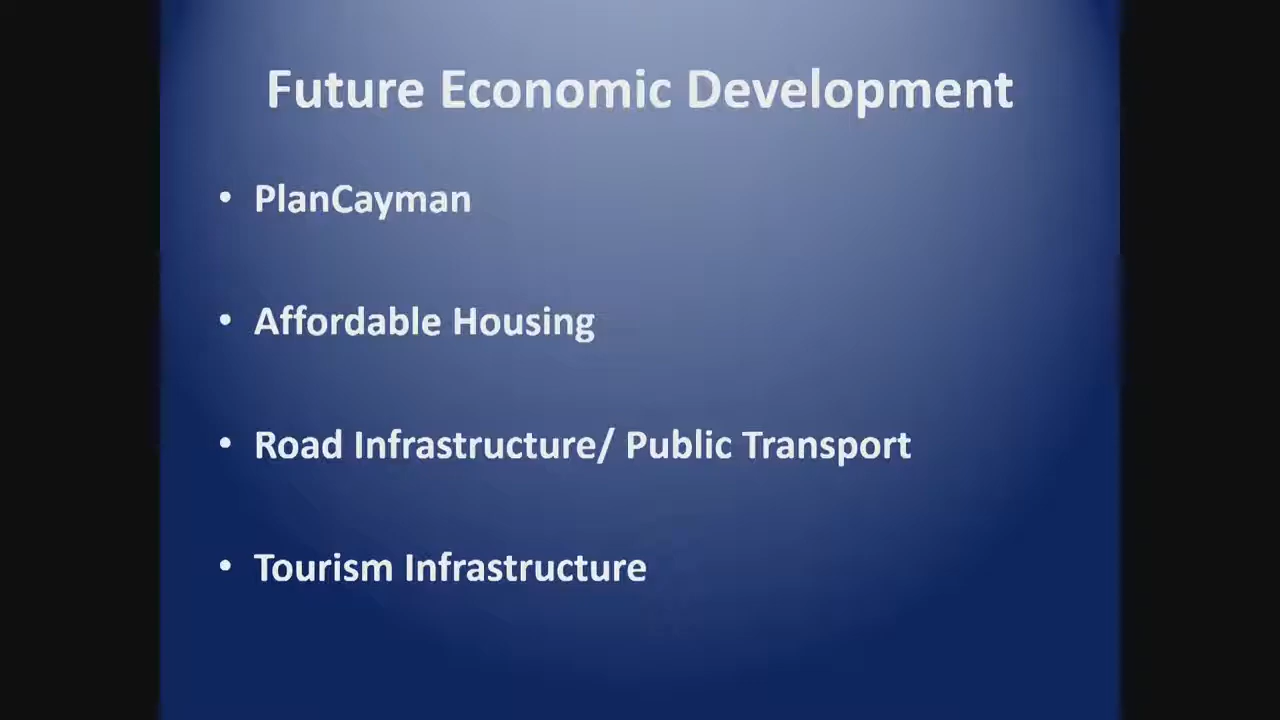 Future Economic Development
• PlanCayman
• Affordable Housing
• Road Infrastructure/ Public Transport
• Tourism Infrastructure